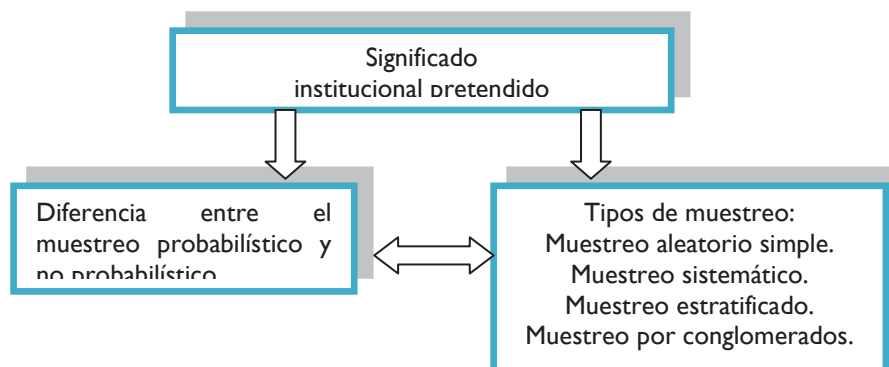 Significado
institucional pretendido
Diferencia entre el
muestreo probabilístico y
no probabilístico
Tipos de muestreo:
Muestreo aleatorio simple.
Muestreo sistemático.
Muestreo estratificado.
Muestreo por conglomerados.